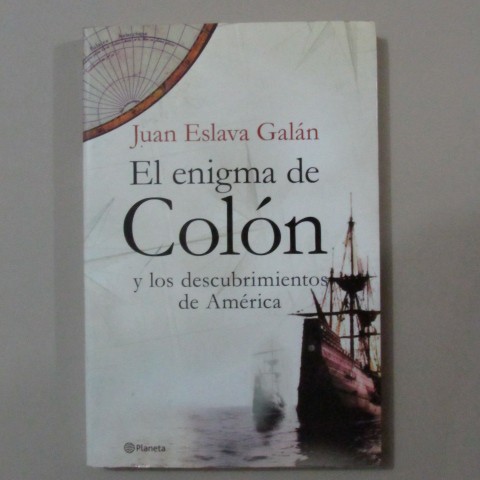 Juan Eslava Galán
El enigma de
Colón
y los descubrimientos
de América
Planeta